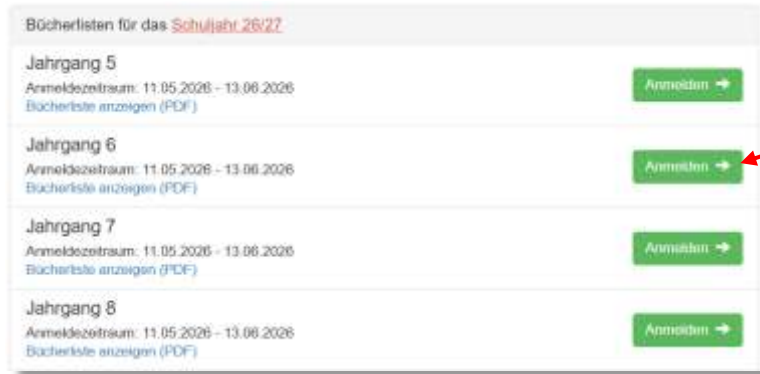 Bücherlisten für das Schuljahr 26/27
Jahrgang 5
Anmeldezeitraum: 11.05.2026 - 13.06.2026
Bücherliste anzeigen (PDF)
Anmelden
Jahrgang 6
Anmeldezeitraum: 11.05.2026 - 13.06.2026
Bücherliste anzeigen (PDF)
Anmelden
Jahrgang 7
Anmeldezeitraum: 11.05.2026 - 13.06.2026
Bücherliste anzeigen (PDF)
Anmelden
Jahrgang 8
Anmeldezeitraum: 11.05.2026 - 13.06.2026
Bücherliste anzeigen (PDF)
Anmelden